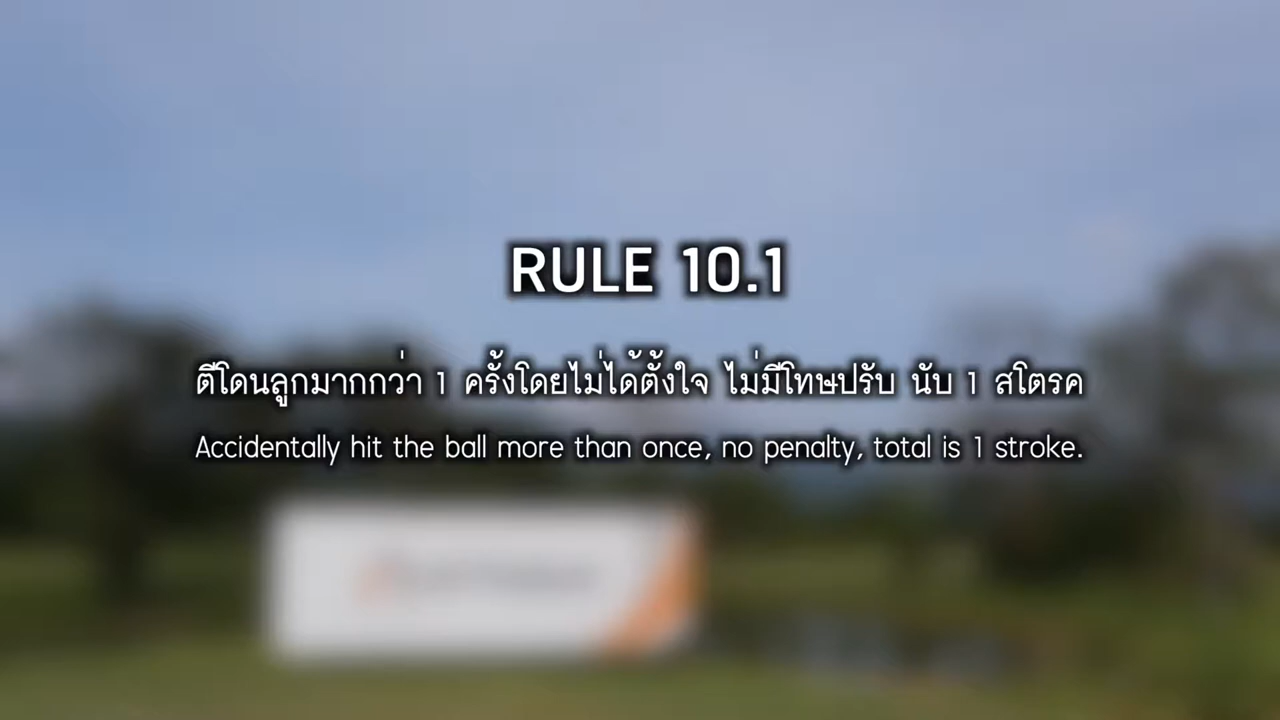 RULE 10.1
ตีโดนลูกมากกว่า 1 ครั้งโดยไม่ได้ตั้งใจ ไม่มีโทษปรับ นับ 1 สโตรค
Accidentally hit the ball more than once, no penalty, total is 1 stroke.